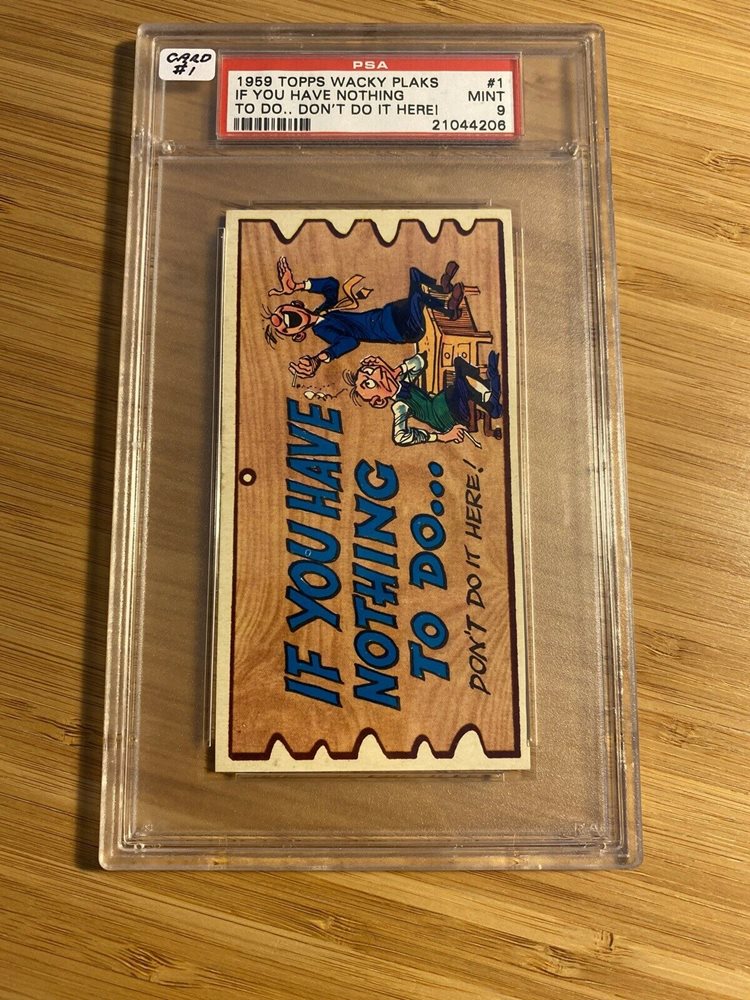 CARD
#1
PSA
1959 TOPPS WACKY PLAKS #1
IF YOU HAVE NOTHING MINT
TO DO.. DON'T DO IT HERE! 9
21044206
IF YOU HAVE
NOTHING
TO DO...
DON'T DO IT HERE!